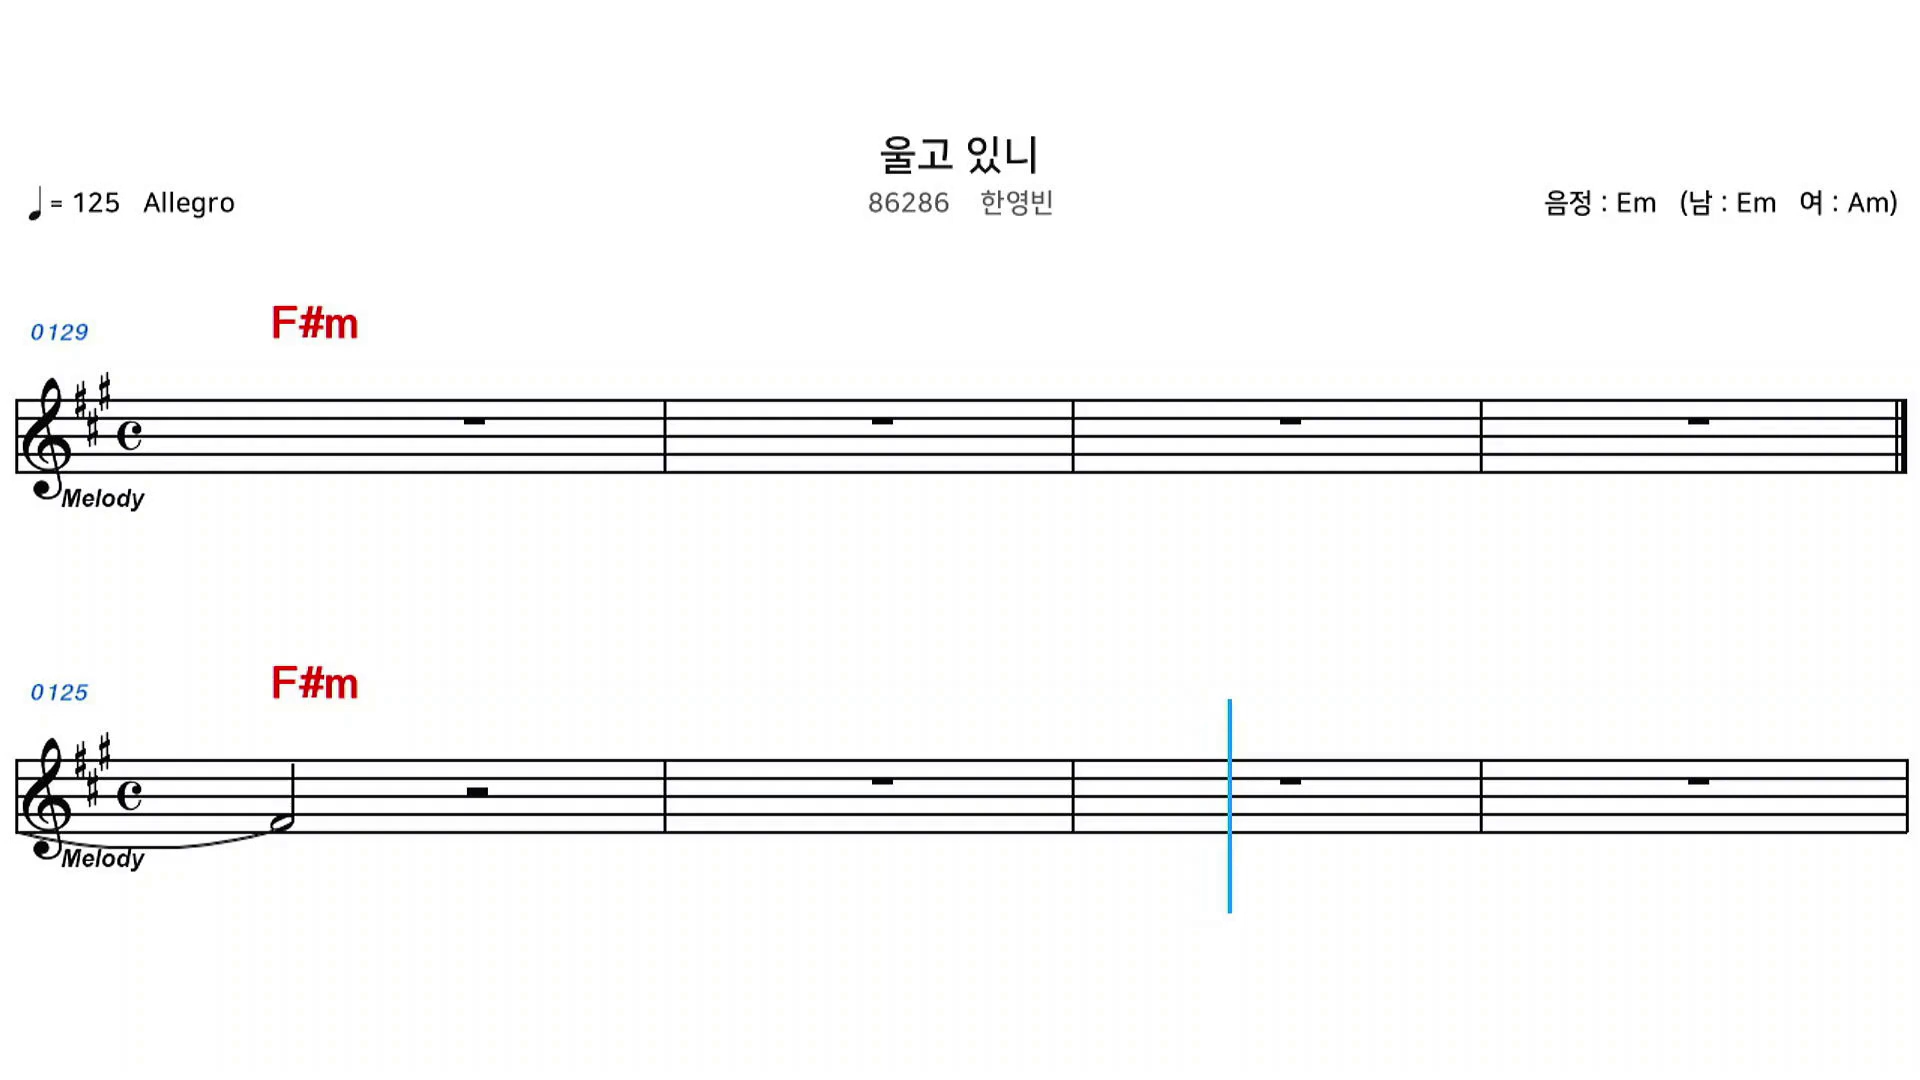 울고 있니
= 125 Allegro
86286 한영빈
음정 : Em (남 : Em 여 : Am)
0129
F#m
Melody
0125
F#m
Melody